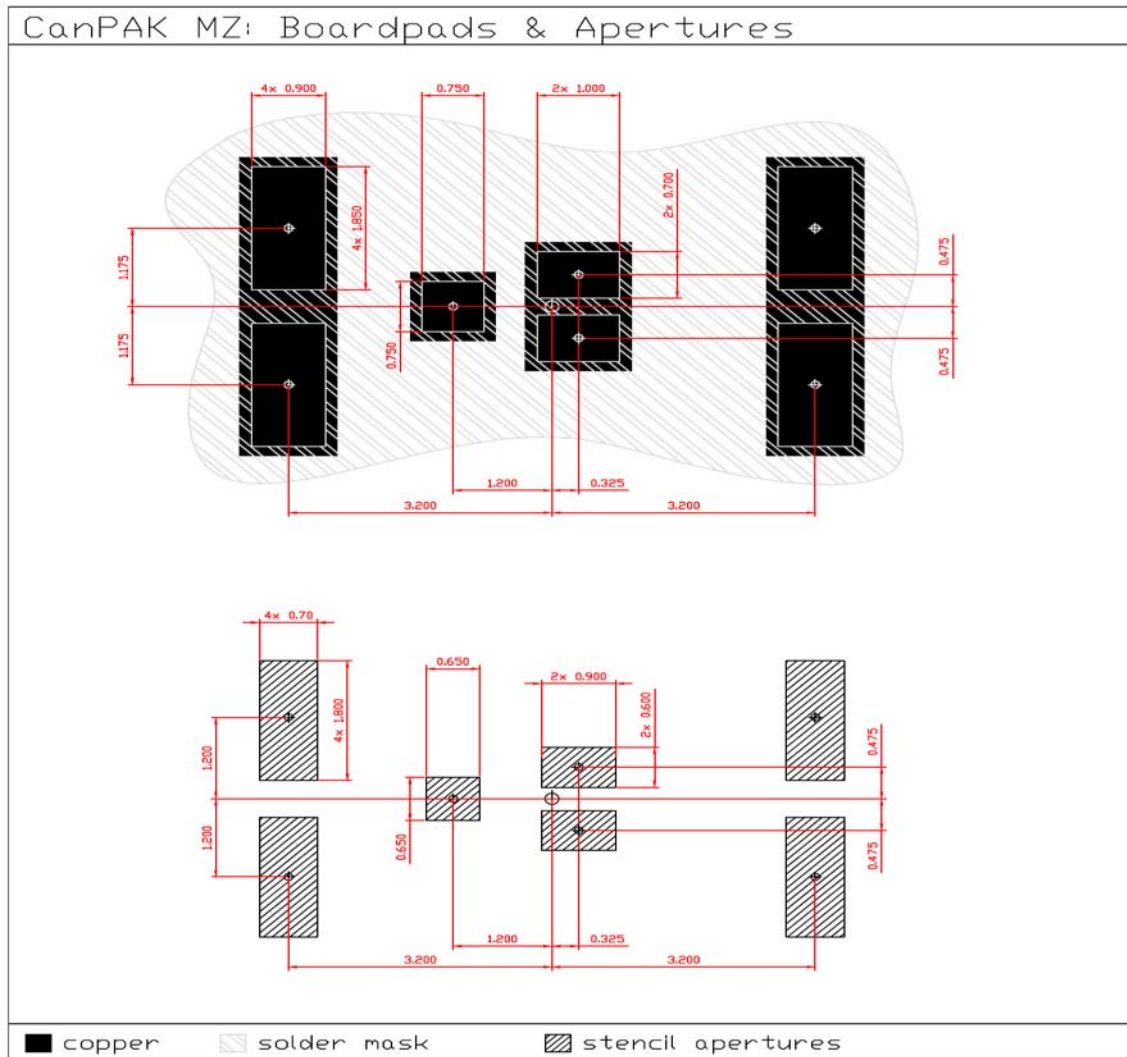 CanPAK MZ: Boardpads & Apertures
4x 0.900
0.750
2x 1.000
4x 1.850
2x 0.700
1.175
1.175
0.750
0.475
0.475
1.200
0.325
3.200
3.200
4x 0.70
0.650
2x 0.900
4x 1.800
2x 0.600
1.200
1.200
0.650
0.475
0.475
1.200
0.325
3.200
3.200
copper
solder mask
stencil apertures